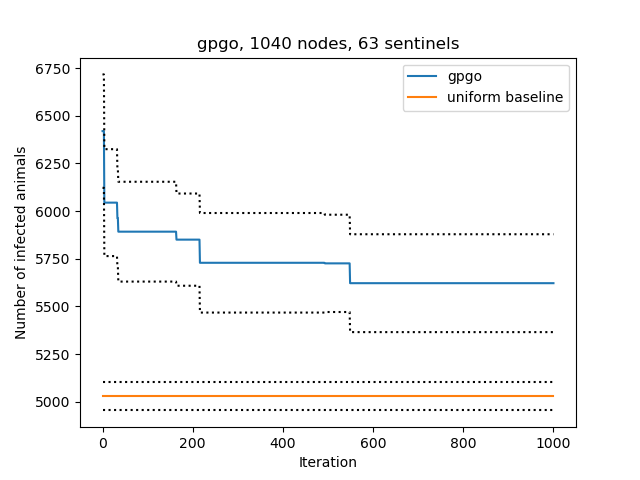 gpgo, 1040 nodes, 63 sentinels
gpgo
uniform baseline
Number of infected animals
6750
6500
6250
6000
5750
5500
5250
5000
0 200 400 600 800 1000
Iteration